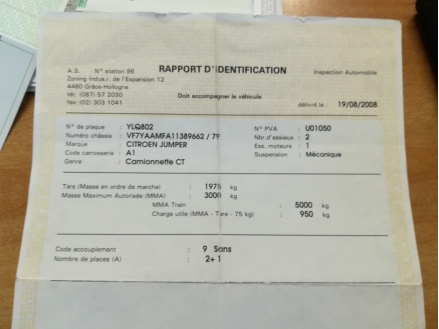 RAPPORT D'IDENTIFICATION
A.S. N° station 96 Inspection Automobile
Zoning Indus.r. de l'Expansion 12
4460 Grâce-Hollogne
tél: (087) 57 2030 Doit accompagner le véhicule
fax: (02) 303 1041 délivré le : 19/08/2008
N° de plaque : YLQ802 N° PVA : U01050
Numéro châssis : VF7YAAMFA11389662 / 79 Nbr.d'essieux : 2
Marque : CITROEN JUMPER Ess. moteurs : 1
Code carrosserie : A1 Suspension : Mécanique
Genre : Camionnette CT
Tare (Masse en ordre de marche) : 1975 kg
Masse Maximum Autorisée (MMA) : 3000 kg
MMA Train : 5000 kg
Charge utile (MMA - Tare - 75 kg) : 950 kg
Code accouplement : 9 Sans
Nombre de places (A) : 2+1